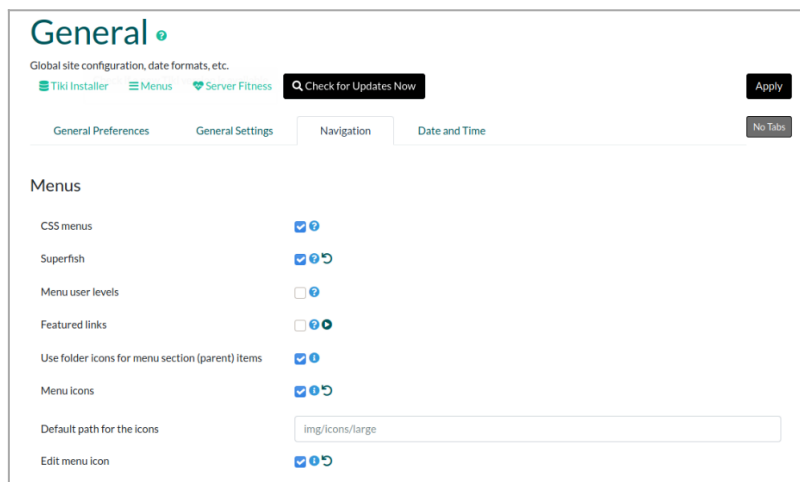 General
Global site configuration, date formats, etc.
Tiki Installer Menus Server Fitness Check for Updates Now Apply
General Preferences General Settings Navigation Date and Time No Tabs
Menus
CSS menus
Superfish
Menu user levels
Featured links
Use folder icons for menu section (parent) items
Menu icons
Default path for the icons img/icons/large
Edit menu icon